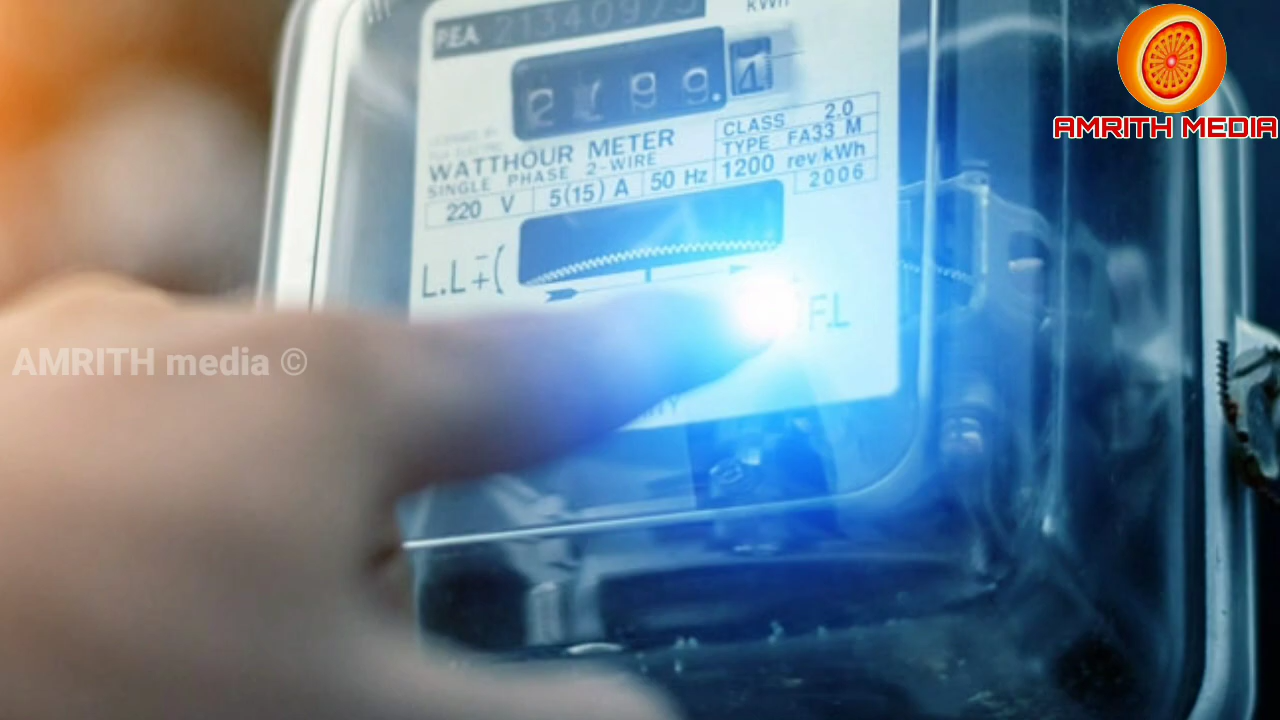 kWh
PEA 21340975
AMRITH MEDIA
WATTHOUR METER
SINGLE PHASE 2-WIRE
220 V 5(15) A 50 Hz 1200 rev/kWh
CLASS 2.0
TYPE FA33 M
2006
L.L
F.L
AMRITH media ©